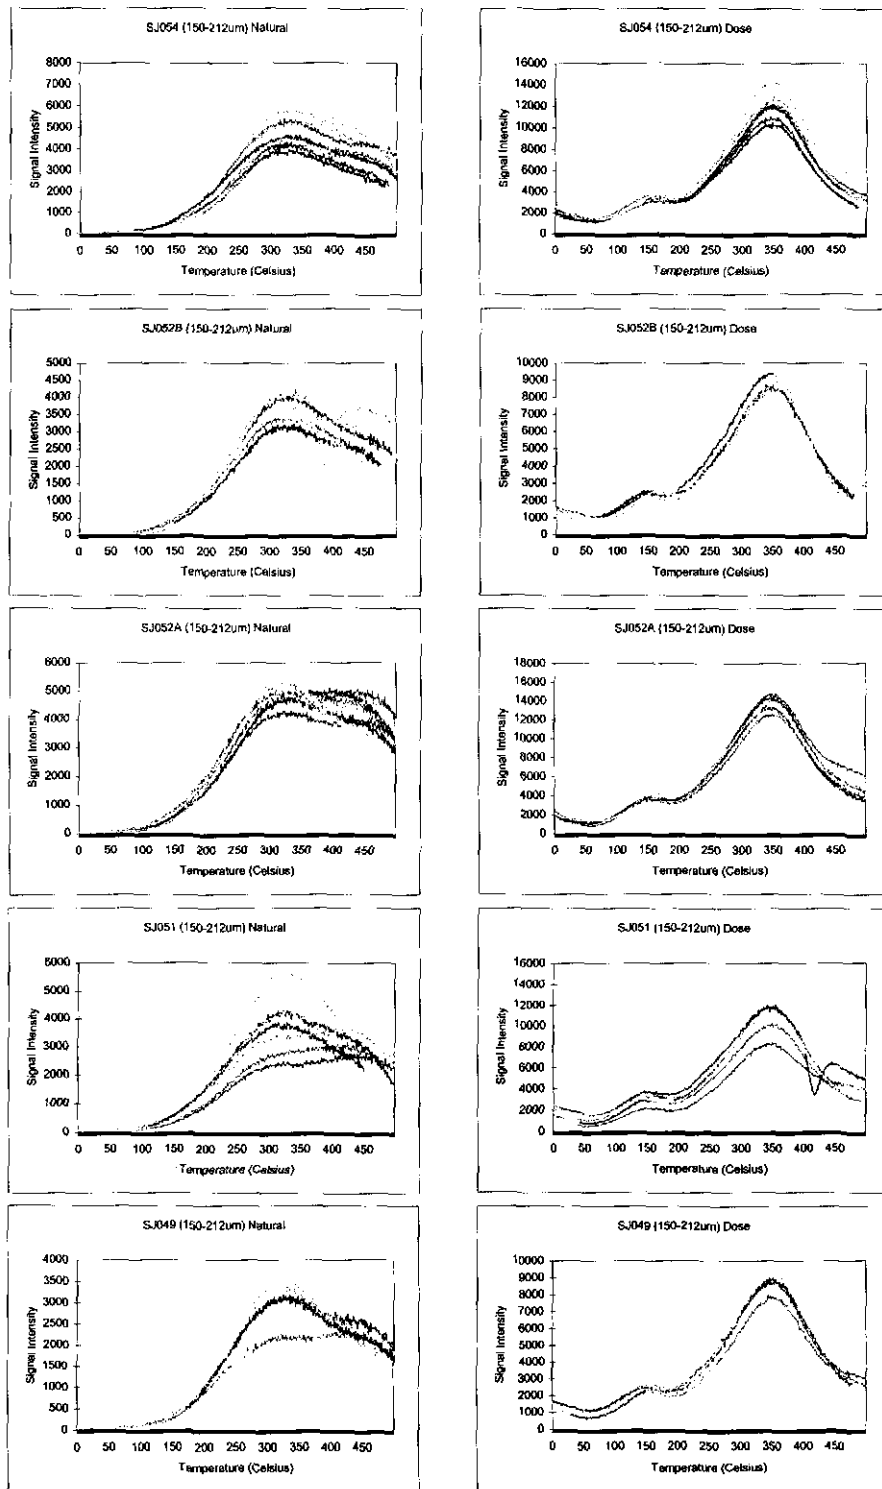 SJ054 (150-212um) Natural
8000
7000
6000
5000
4000
3000
2000
1000
0
Signal Intensity
0 50 100 150 200 250 300 350 400 450
Temperature (Celsius)
SJ054 (150-212um) Dose
16000
14000
12000
10000
8000
6000
4000
2000
0
Signal Intensity
0 50 100 150 200 250 300 350 400 450
Temperature (Celsius)
SJ052B (150-212um) Natural
5000
4500
4000
3500
3000
2500
2000
1500
1000
500
0
Signal Intensity
0 50 100 150 200 250 300 350 400 450
Temperature (Celsius)
SJ052B (150-212um) Dose
10000
9000
8000
7000
6000
5000
4000
3000
2000
1000
0
Signal Intensity
0 50 100 150 200 250 300 350 400 450
Temperature (Celsius)
SJ052A (150-212um) Natural
6000
5000
4000
3000
2000
1000
0
Signal Intensity
0 50 100 150 200 250 300 350 400 450
Temperature (Celsius)
SJ052A (150-212um) Dose
18000
16000
14000
12000
10000
8000
6000
4000
2000
0
Signal Intensity
0 50 100 150 200 250 300 350 400 450
Temperature (Celsius)
SJ051 (150-212um) Natural
6000
5000
4000
3000
2000
1000
0
Signal Intensity
0 50 100 150 200 250 300 350 400 450
Temperature (Celsius)
SJ051 (150-212um) Dose
16000
14000
12000
10000
8000
6000
4000
2000
0
Signal Intensity
0 50 100 150 200 250 300 350 400 450
Temperature (Celsius)
SJ049 (150-212um) Natural
4000
3500
3000
2500
2000
1500
1000
500
0
Signal Intensity
0 50 100 150 200 250 300 350 400 450
Temperature (Celsius)
SJ049 (150-212um) Dose
10000
9000
8000
7000
6000
5000
4000
3000
2000
1000
0
Signal Intensity
0 50 100 150 200 250 300 350 400 450
Temperature (Celsius)